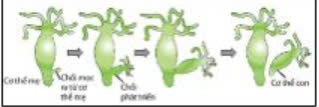 Cơ thể mẹ
Chồi mọc
ra từ cơ
thể mẹ
Chồi
phát triển
Cơ thể con